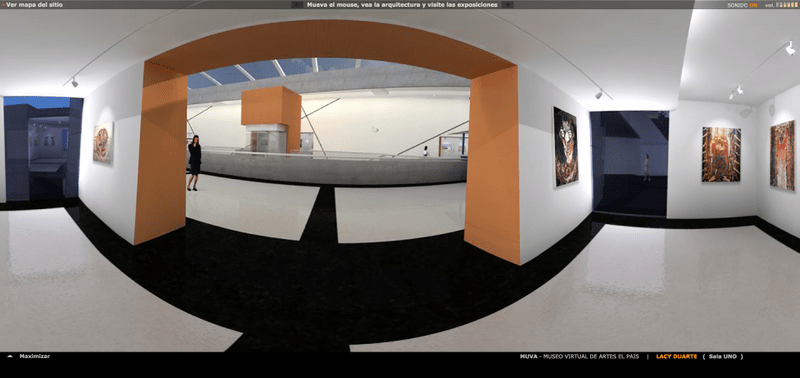 - Ver mapa del sitio
Mueva el mouse, vea la arquitectura y visite las exposiciones
SONIDO ON vol.
Maximizar
MUVA - MUSEO VIRTUAL DE ARTES EL PAIS | LACY DUARTE ( Sala UNO )